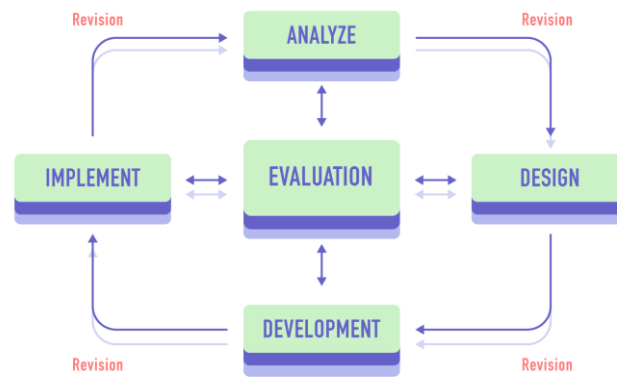 Revision
ANALYZE
Revision
IMPLEMENT
EVALUATION
DESIGN
Revision
DEVELOPMENT
Revision